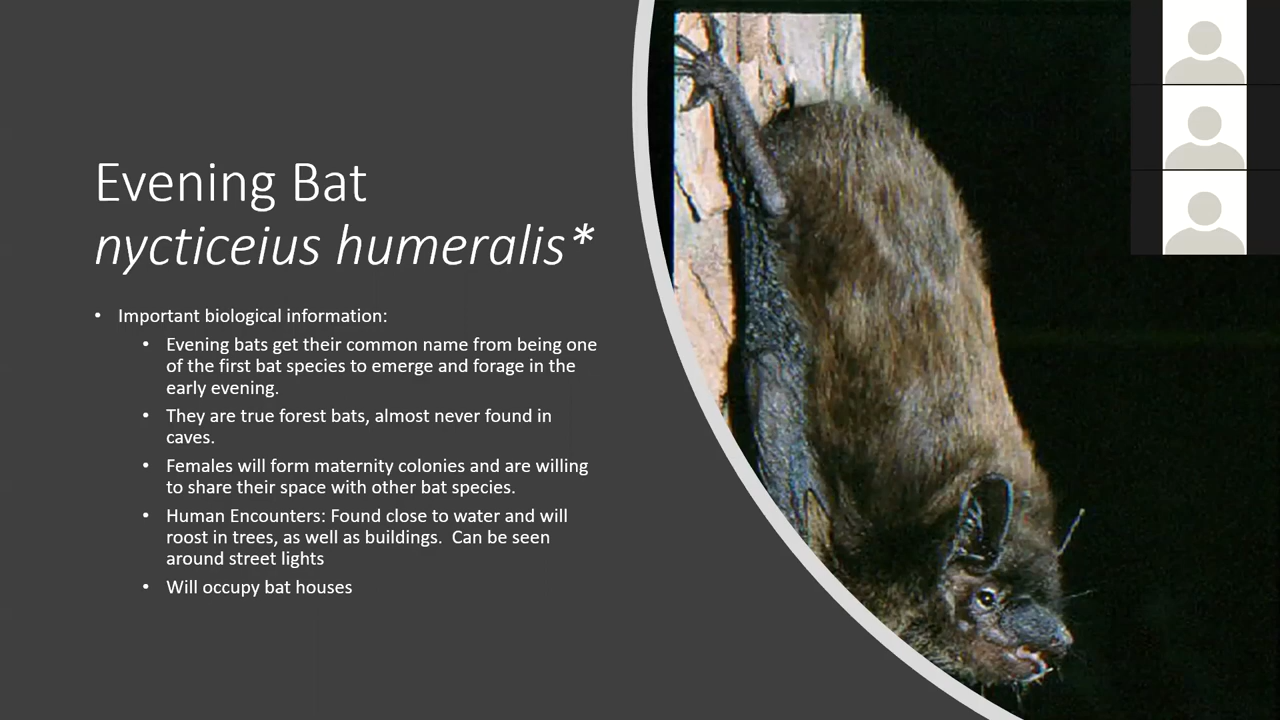 Evening Bat
nycticeius humeralis*
• Important biological information:
• Evening bats get their common name from being one
of the first bat species to emerge and forage in the
early evening.
• They are true forest bats, almost never found in
caves.
• Females will form maternity colonies and are willing
to share their space with other bat species.
• Human Encounters: Found close to water and will
roost in trees, as well as buildings.  Can be seen
around street lights
• Will occupy bat houses